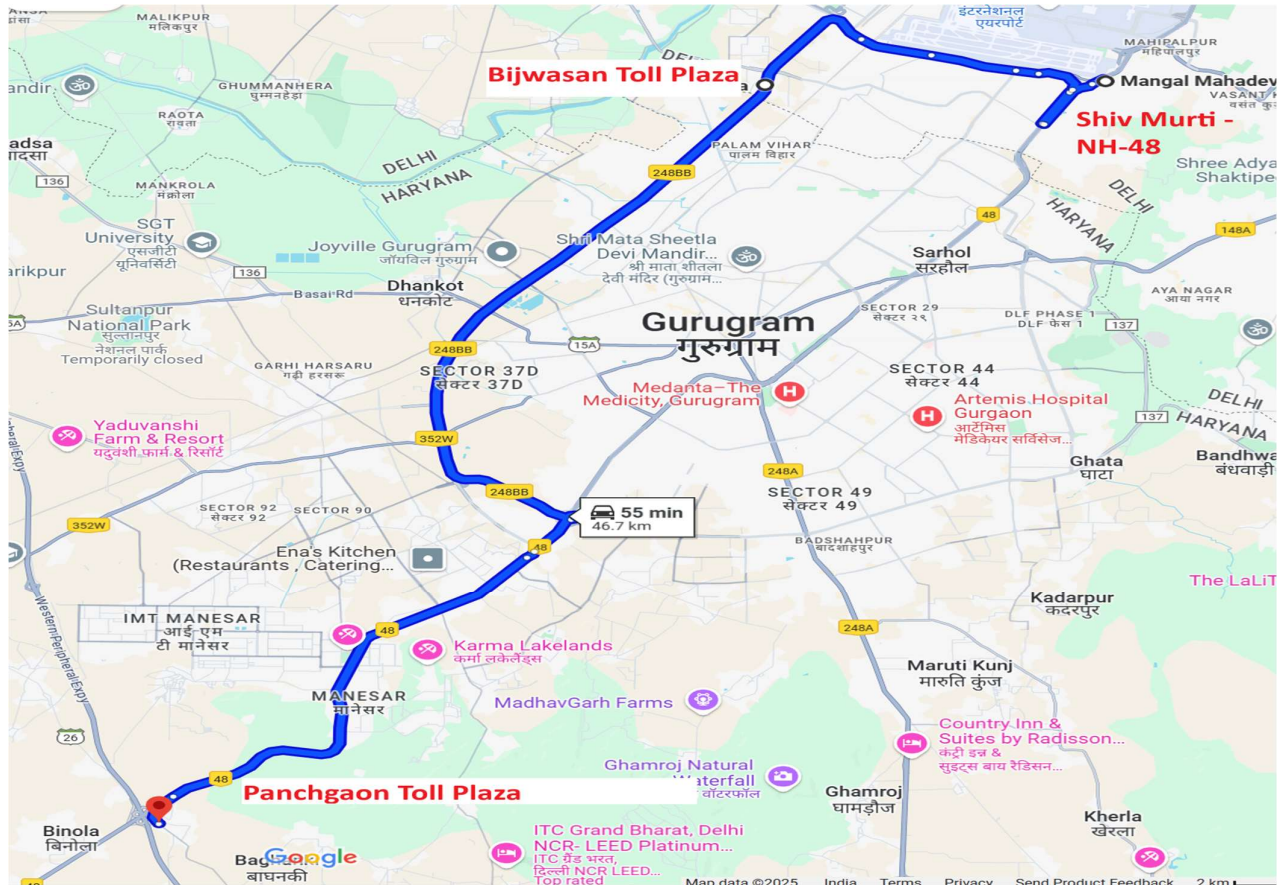 MALIKPUR
मलिकपुर
इंटरनेशनल
एयरपोर्ट
MAHIPALPUR
महिपालपुर
Bijwasan Toll Plaza
Mangal Mahadev
VASANT
GHUMMANHERA
घुम्मनहेड़ा
RAOTA
रावता
Shiv Murti -
NH-48
DELHI
HARYANA
PALAM VIHAR
पालम विहार
248BB
136
MANKROLA
मंक्रोला
Shree Adya
Shaktipe
DELHI
HARYANA
48
148A
SGT
University
एसजीटी
यूनिवर्सिटी
Joyville Gurugram
जॉयविल गुरुग्राम
Shri Mata Sheetla
Devi Mandir...
श्री माता शीतला
देवी मंदिर (गुरुग्राम...
Sarhol
सरहौल
136
Basai Rd
Dhankot
धनकोट
AYA NAGAR
आया नगर
Sultanpur
National Park
सुल्तानपुर
नेशनल पार्क
Temporarily closed
Gurugram
गुरुग्राम
SECTOR 29
सेक्टर २९
DLF PHASE 1
DLF फेस 1
137
15A
248BB
GARHI HARSARU
गढ़ी हरसरू
SECTOR 37D
सेक्टर 37D
SECTOR 44
सेक्टर 44
Medanta–The
Medicity, Gurugram
Artemis Hospital
Gurgaon
आर्टेमिस
मेडिकेयर सर्विसेज...
137
DELHI
HARYANA
Yaduvanshi
Farm & Resort
यदुवंशी फार्म & रिसॉर्ट
352W
Ghata
घाटा
Bandhwa
बंधवाड़ी
248A
248BB
SECTOR 49
सेक्टर 49
SECTOR 92
सेक्टर 92
SECTOR 90
352W
55 min
46.7 km
BADSHAHPUR
बादशाहपुर
48
Ena's Kitchen
(Restaurants , Catering...
The LaLiT
Kadarpur
कदरपुर
Western Peripheral Expy
IMT MANESAR
आई एम
टी मानेसर
48
248A
Karma Lakelands
कर्मा लेकलैंड्स
Maruti Kunj
मारुति कुंज
MANESAR
मानेसर
MadhavGarh Farms
26
Country Inn &
Suites by Radisson...
कंट्री इन्न &
सुइट्स बाय रैडिसन...
48
Ghamroj Natural
Waterfall
वॉटरफॉल
Panchgaon Toll Plaza
Ghamroj
घामड़ौज
Kherla
खेरला
Binola
बिनोला
ITC Grand Bharat, Delhi
NCR- LEED Platinum...
ITC ग्रैंड भरत,
दिल्ली NCR LEED...
Top rated
Google
बाघनकी
48
Map data ©2025 India Terms Privacy Send Product Feedback 2 km